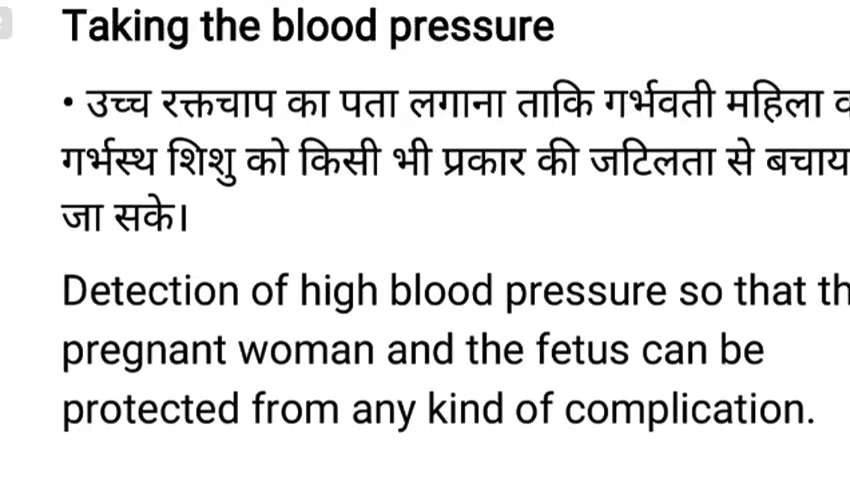 Taking the blood pressure
• उच्च रक्तचाप का पता लगाना ताकि गर्भवती महिला
गर्भस्थ शिशु को किसी भी प्रकार की जटिलता से बचाय
जा सके।
Detection of high blood pressure so that th
pregnant woman and the fetus can be
protected from any kind of complication.